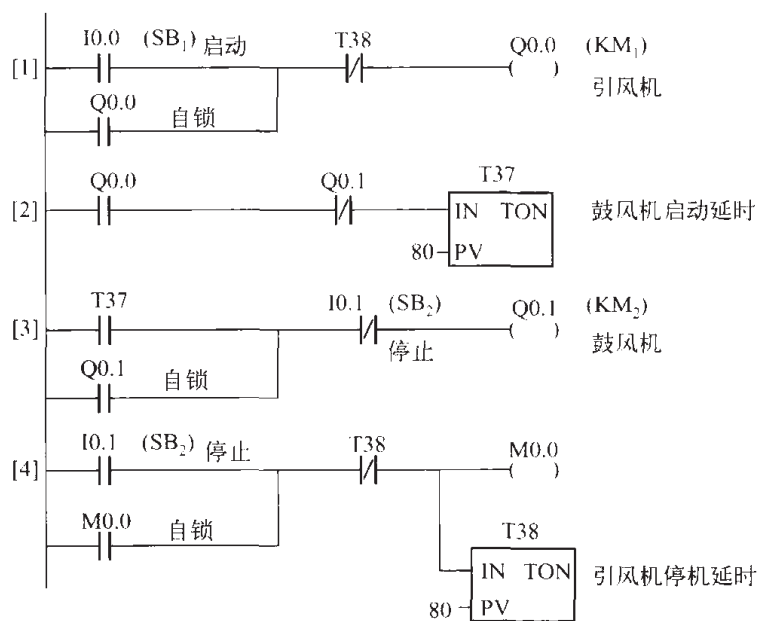 I0.0 (SB₁) 启动 T38 Q0.0 (KM₁)
[1]
引风机
Q0.0 自锁
Q0.0 Q0.1 T37
[2] IN TON 鼓风机启动延时
80 PV
T37 I0.1 (SB₂) Q0.1 (KM₂)
[3]
停止 鼓风机
Q0.1 自锁
I0.1 (SB₂) 停止 T38 M0.0
[4]
M0.0 自锁 T38
IN TON 引风机停机延时
80 PV